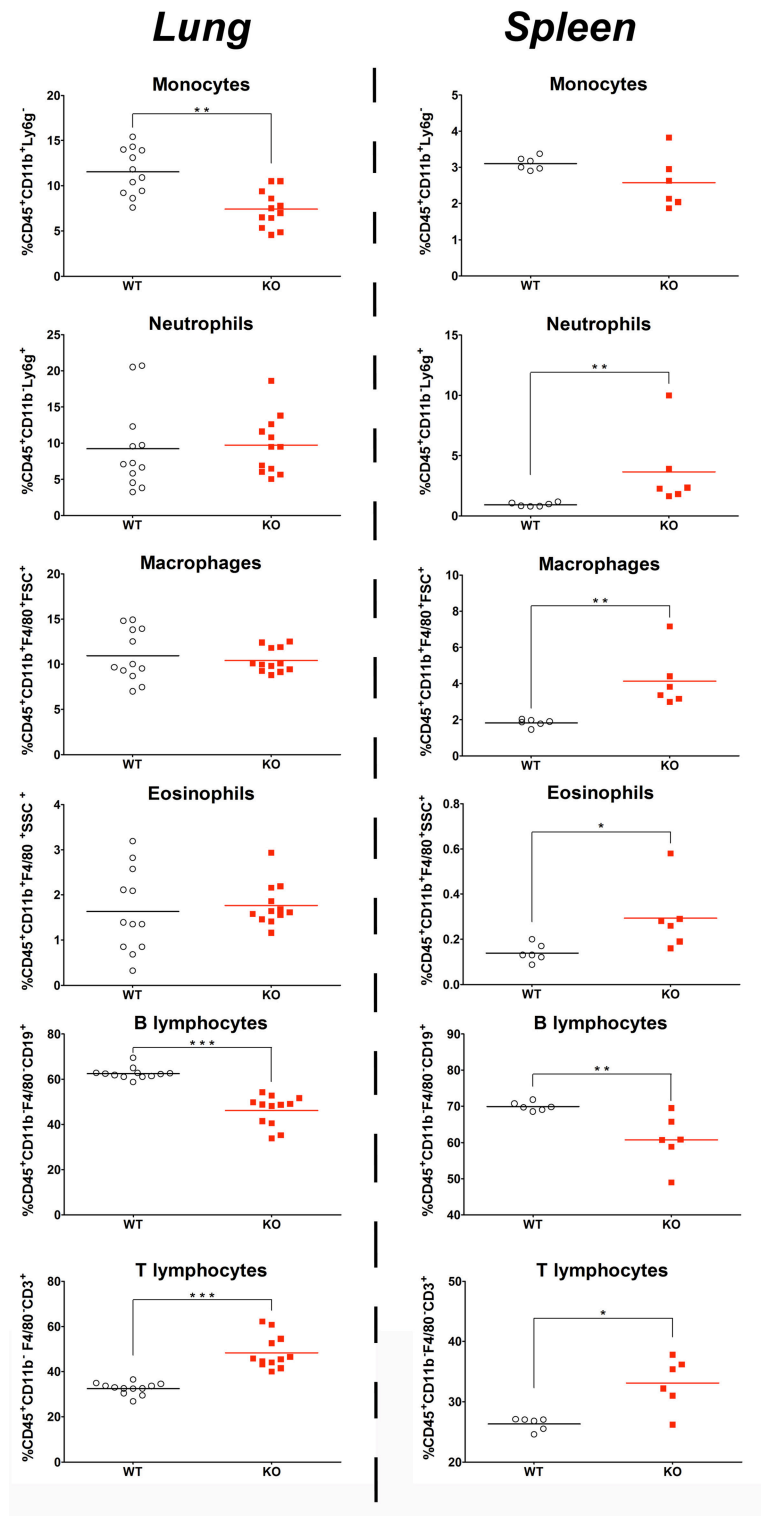 Lung
Spleen
Monocytes
%CD45+CD11b+Ly6g-
20
15
10
5
0
* *
WT
KO
Monocytes
%CD45+CD11b+Ly6g-
5
4
3
2
1
0
WT
KO
Neutrophils
%CD45+CD11b-Ly6g+
25
20
15
10
5
0
WT
KO
Neutrophils
%CD45+CD11b-Ly6g+
15
10
5
0
* *
WT
KO
Macrophages
%CD45+CD11b+F4/80+FSC+
20
15
10
5
0
WT
KO
Macrophages
%CD45+CD11b+F4/80+FSC+
10
8
6
4
2
0
* *
WT
KO
Eosinophils
%CD45+CD11b+F4/80+SSC+
4
3
2
1
0
WT
KO
Eosinophils
%CD45+CD11b+F4/80+SSC+
0.8
0.6
0.4
0.2
0.0
*
WT
KO
B lymphocytes
%CD45+CD11b-F4/80-CD19+
80
60
40
20
0
* * *
WT
KO
B lymphocytes
%CD45+CD11b-F4/80-CD19+
90
80
70
60
50
40
* *
WT
KO
T lymphocytes
%CD45+CD11b-F4/80-CD3+
80
60
40
20
0
* * *
WT
KO
T lymphocytes
%CD45+CD11b-F4/80-CD3+
50
40
30
20
*
WT
KO